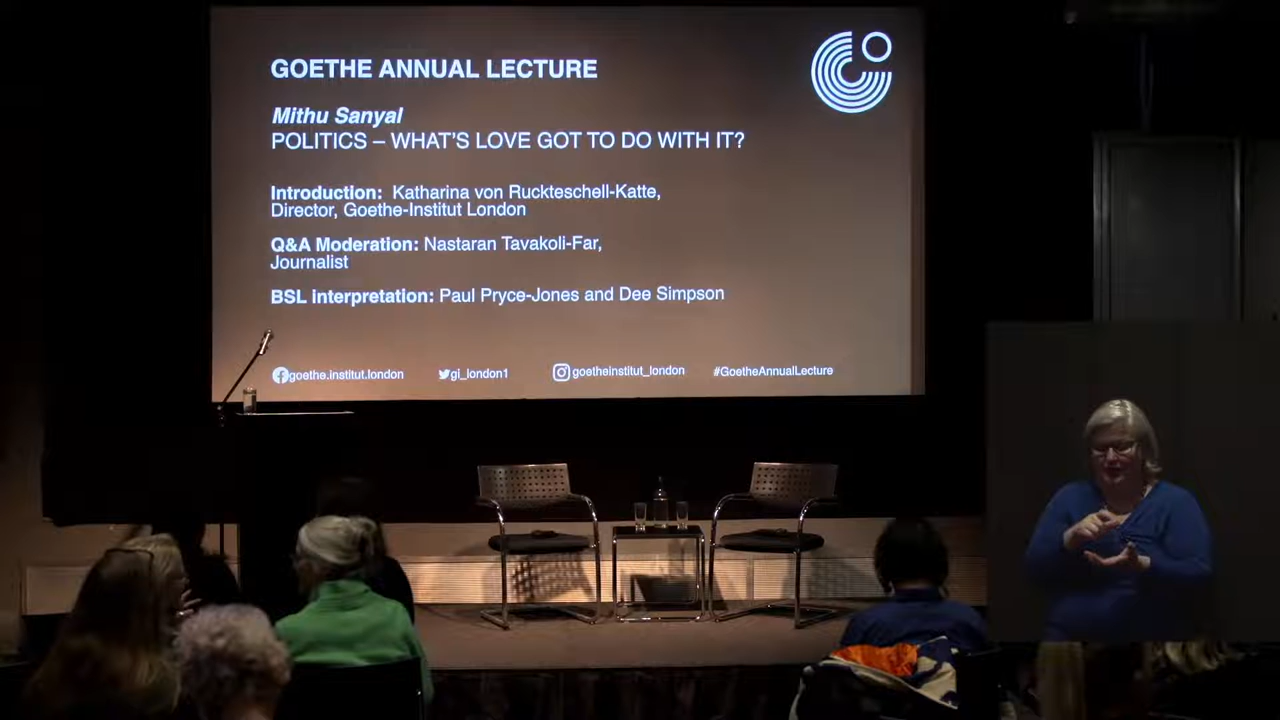 GOETHE ANNUAL LECTURE
Mithu Sanyal
POLITICS – WHAT'S LOVE GOT TO DO WITH IT?
Introduction: Katharina von Ruckteschell-Katte,
Director, Goethe-Institut London
Q&A Moderation: Nastaran Tavakoli-Far,
Journalist
BSL interpretation: Paul Pryce-Jones and Dee Simpson
goethe.institut.london gi_london1 goetheinstitut_london #GoetheAnnualLecture